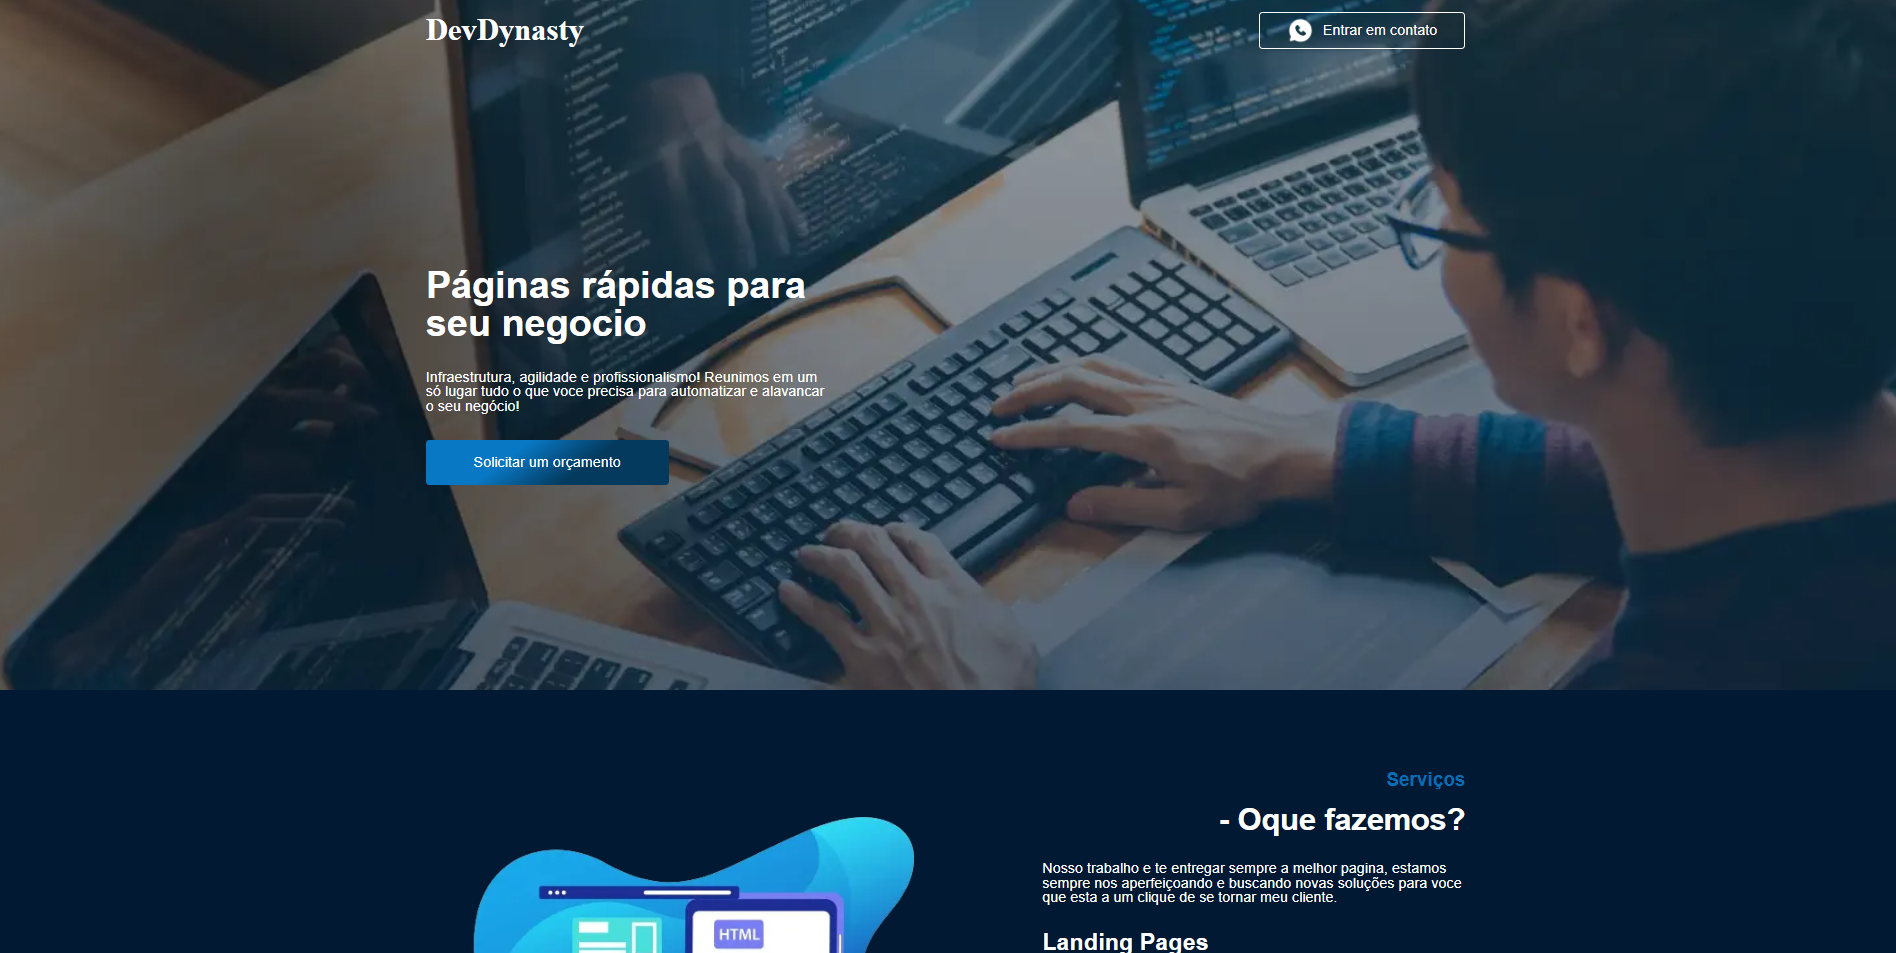 DevDynasty
Entrar em contato
Páginas rápidas para
seu negocio
Infraestrutura, agilidade e profissionalismo! Reunimos em um
só lugar tudo o que voce precisa para automatizar e alavancar
o seu negócio!
Solicitar um orçamento
Serviços
- Oque fazemos?
Nosso trabalho e te entregar sempre a melhor pagina, estamos
sempre nos aperfeiçoando e buscando novas soluções para voce
que esta a um clique de se tornar meu cliente.
HTML
Landing Pages